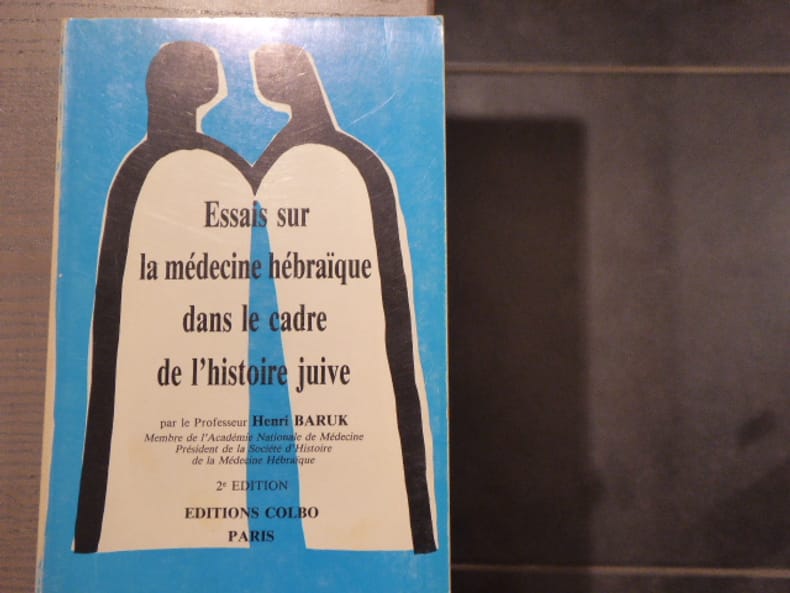 Essais sur
la médecine hébraïque
dans le cadre
de l'histoire juive
par le Professeur Henri BARUK
Membre de l'Académie Nationale de Médecine
Président de la Société d'Histoire
de la Médecine Hébraïque
2e EDITION
EDITIONS COLBO
PARIS